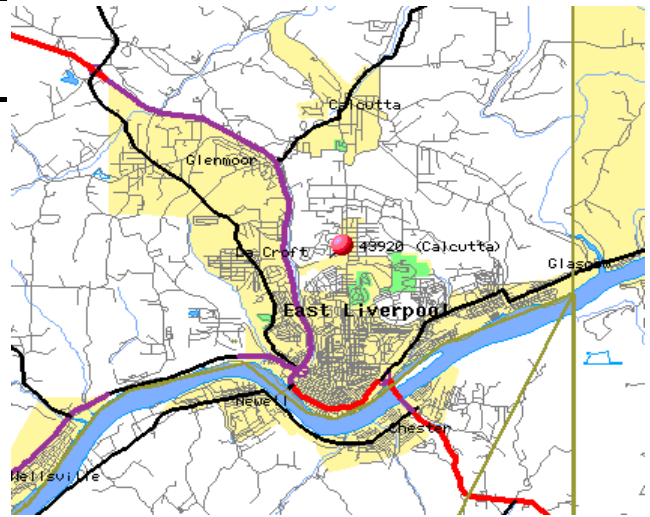 Calcutta
Glenmoor
La Croft
43920 (Calcutta)
Glasgow
East Liverpool
Newell
Chester
Wellsville